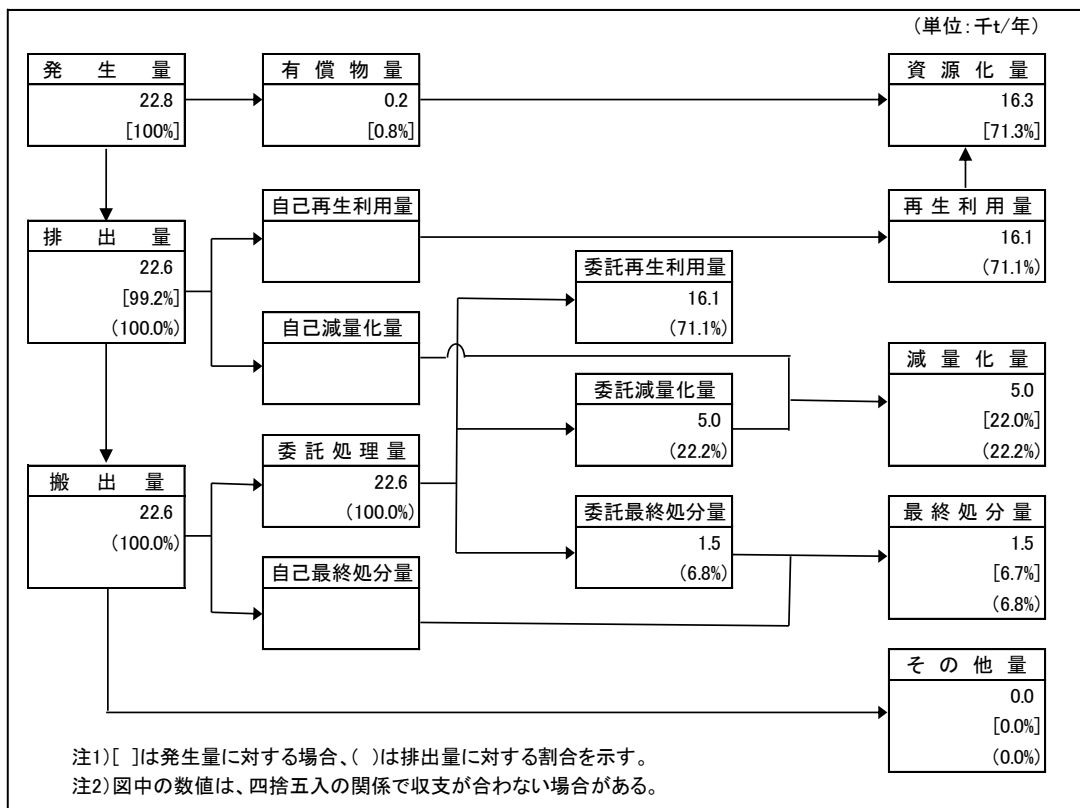 （単位：千t/年）
発生量
22.8
[100%]
有償物量
0.2
[0.8%]
資源化量
16.3
[71.3%]
排出量
22.6
[99.2%]
(100.0%)
自己再生利用量
再生利用量
16.1
(71.1%)
委託再生利用量
16.1
(71.1%)
自己減量化量
委託減量化量
5.0
(22.2%)
減量化量
5.0
[22.0%]
(22.2%)
搬出量
22.6
(100.0%)
委託処理量
22.6
(100.0%)
委託最終処分量
1.5
(6.8%)
最終処分量
1.5
[6.7%]
(6.8%)
自己最終処分量
その他量
0.0
[0.0%]
(0.0%)
注1)[ ]は発生量に対する場合、( )は排出量に対する割合を示す。
注2)図中の数値は、四捨五入の関係で収支が合わない場合がある。